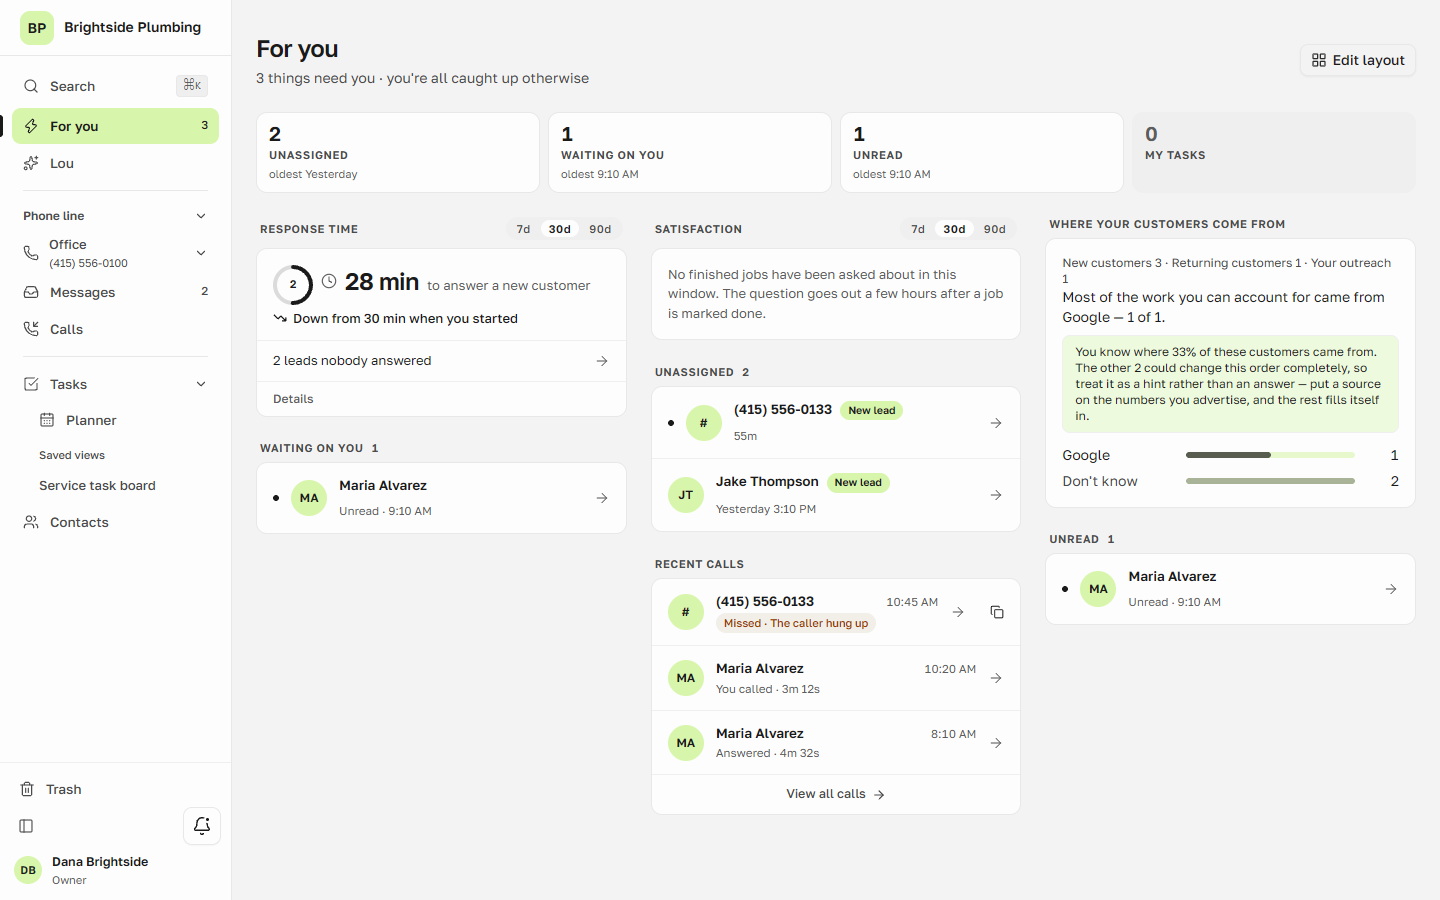 BP
Brightside Plumbing
Search
⌘K
For you
3
Lou
Phone line
Office
(415) 556-0100
Messages
2
Calls
Tasks
Planner
Saved views
Service task board
Contacts
Trash
DB
Dana Brightside
Owner
For you
3 things need you · you're all caught up otherwise
Edit layout
2
UNASSIGNED
oldest Yesterday
1
WAITING ON YOU
oldest 9:10 AM
1
UNREAD
oldest 9:10 AM
0
MY TASKS
RESPONSE TIME
7d 30d 90d
2
28 min to answer a new customer
Down from 30 min when you started
2 leads nobody answered
Details
WAITING ON YOU 1
MA
Maria Alvarez
Unread · 9:10 AM
SATISFACTION
7d 30d 90d
No finished jobs have been asked about in this
window. The question goes out a few hours after a job
is marked done.
UNASSIGNED 2
#
(415) 556-0133 New lead
55m
JT
Jake Thompson New lead
Yesterday 3:10 PM
RECENT CALLS
#
(415) 556-0133
10:45 AM
Missed · The caller hung up
MA
Maria Alvarez
10:20 AM
You called · 3m 12s
MA
Maria Alvarez
8:10 AM
Answered · 4m 32s
View all calls
WHERE YOUR CUSTOMERS COME FROM
New customers 3 · Returning customers 1 · Your outreach
1
Most of the work you can account for came from
Google — 1 of 1.
You know where 33% of these customers came from.
The other 2 could change this order completely, so
treat it as a hint rather than an answer — put a source
on the numbers you advertise, and the rest fills itself
in.
Google 1
Don't know 2
UNREAD 1
MA
Maria Alvarez
Unread · 9:10 AM